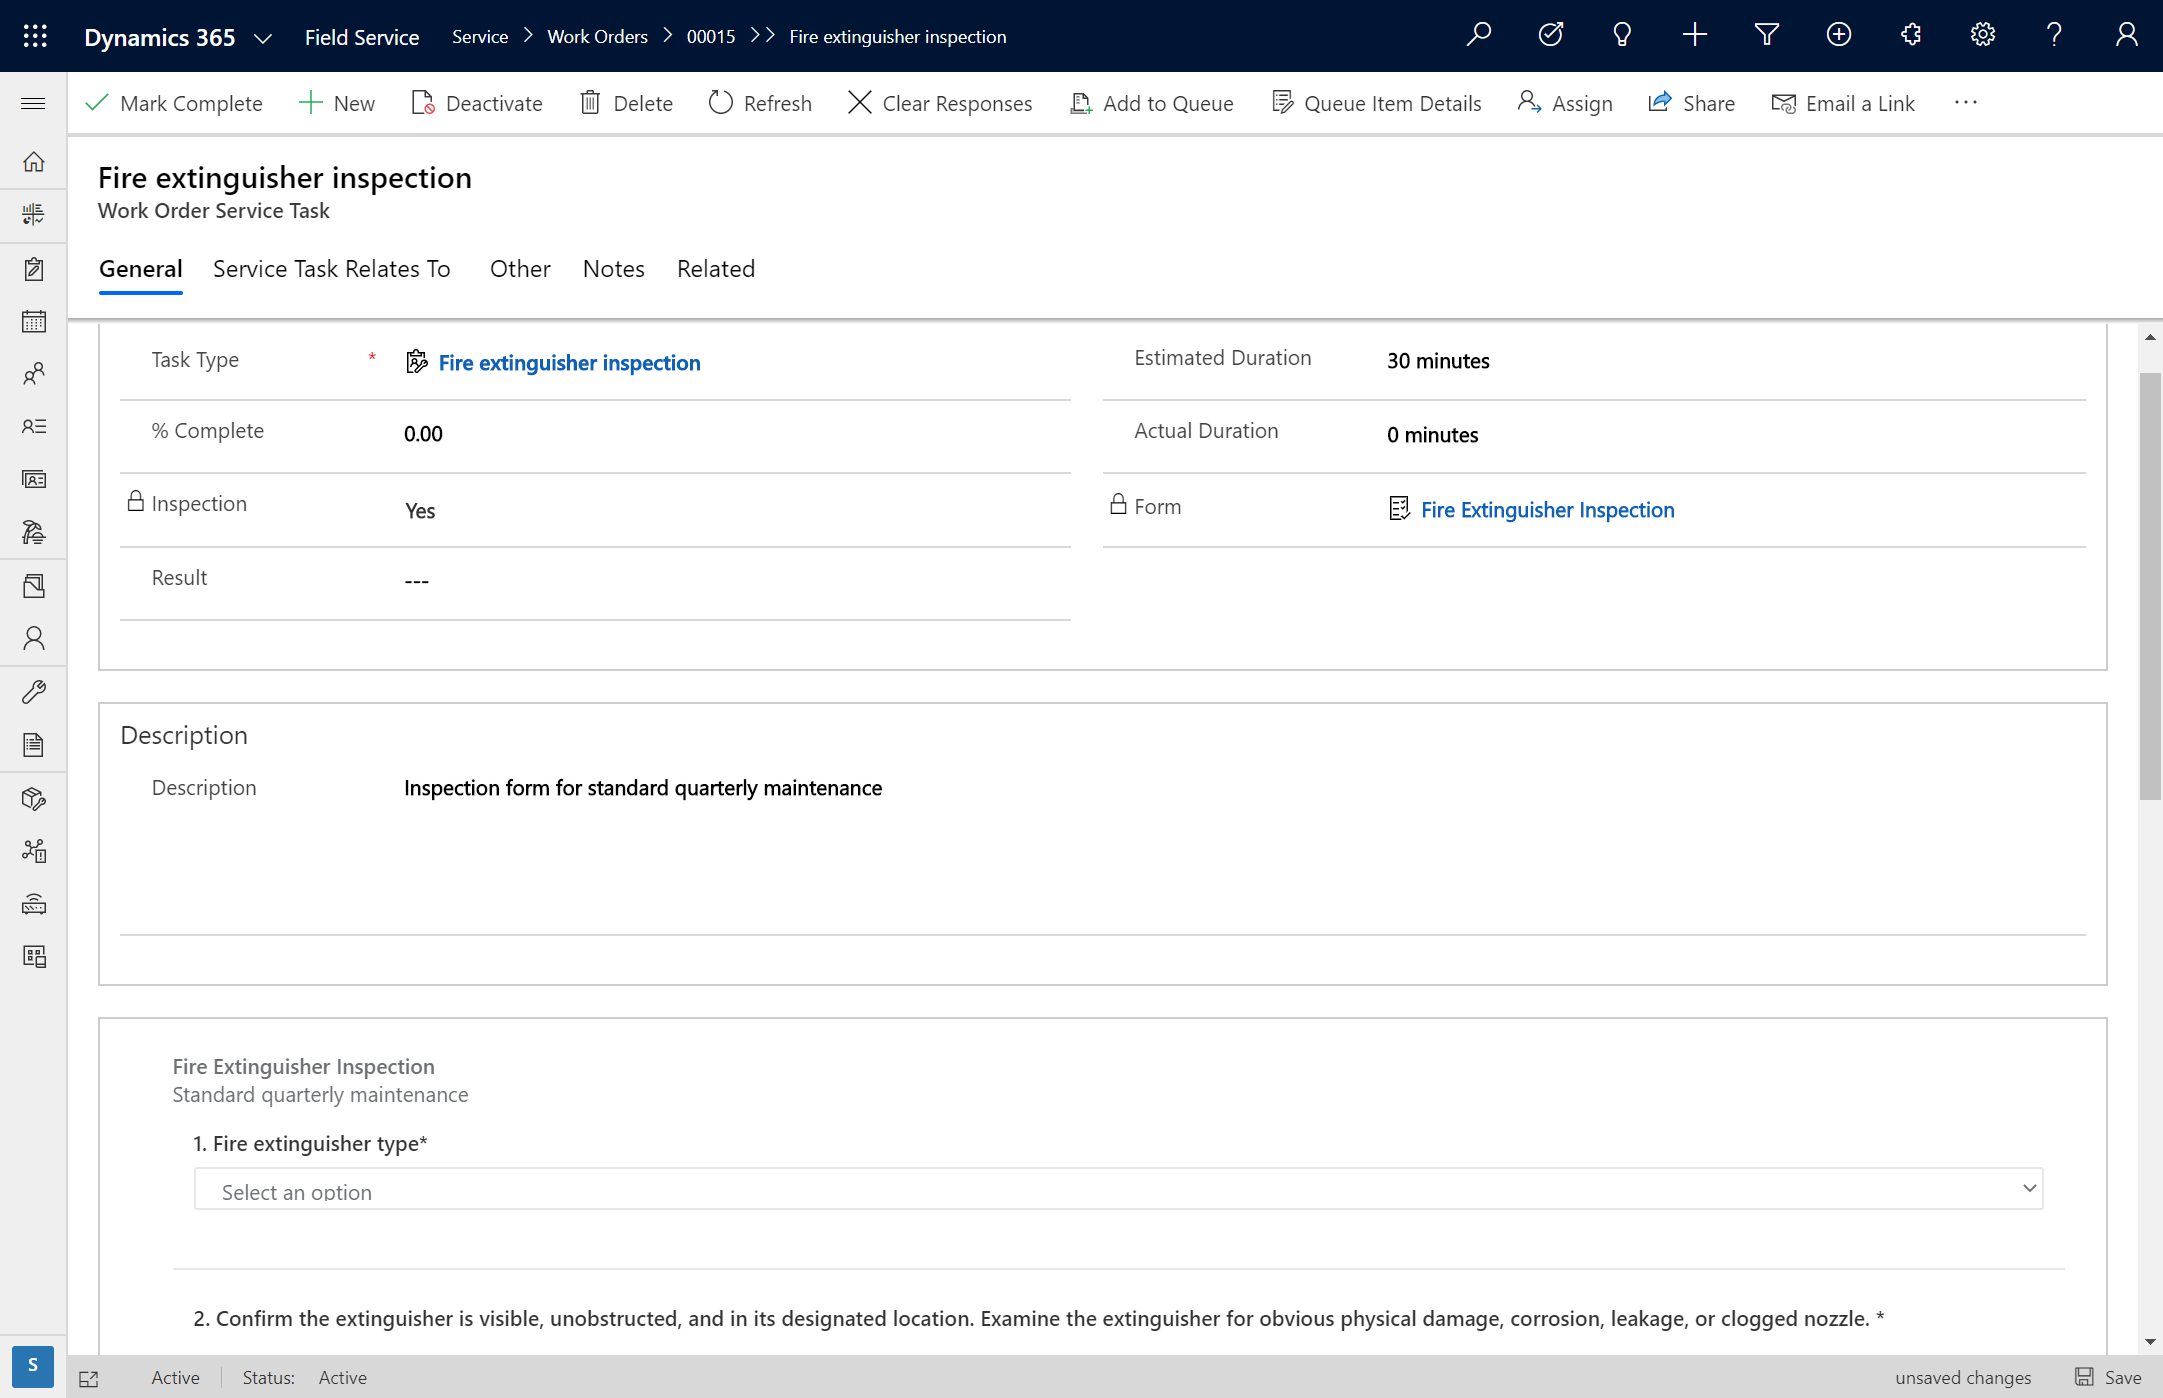 Dynamics 365 Field Service Service Work Orders 00015 Fire extinguisher inspection
Mark Complete New Deactivate Delete Refresh Clear Responses Add to Queue Queue Item Details Assign Share Email a Link
Fire extinguisher inspection
Work Order Service Task
General Service Task Relates To Other Notes Related
Task Type * Fire extinguisher inspection Estimated Duration 30 minutes
% Complete 0.00 Actual Duration 0 minutes
Inspection Yes Form Fire Extinguisher Inspection
Result ---
Description
Description Inspection form for standard quarterly maintenance
Fire Extinguisher Inspection
Standard quarterly maintenance
1. Fire extinguisher type*
Select an option
2. Confirm the extinguisher is visible, unobstructed, and in its designated location. Examine the extinguisher for obvious physical damage, corrosion, leakage, or clogged nozzle. *
S Active Status: Active unsaved changes Save